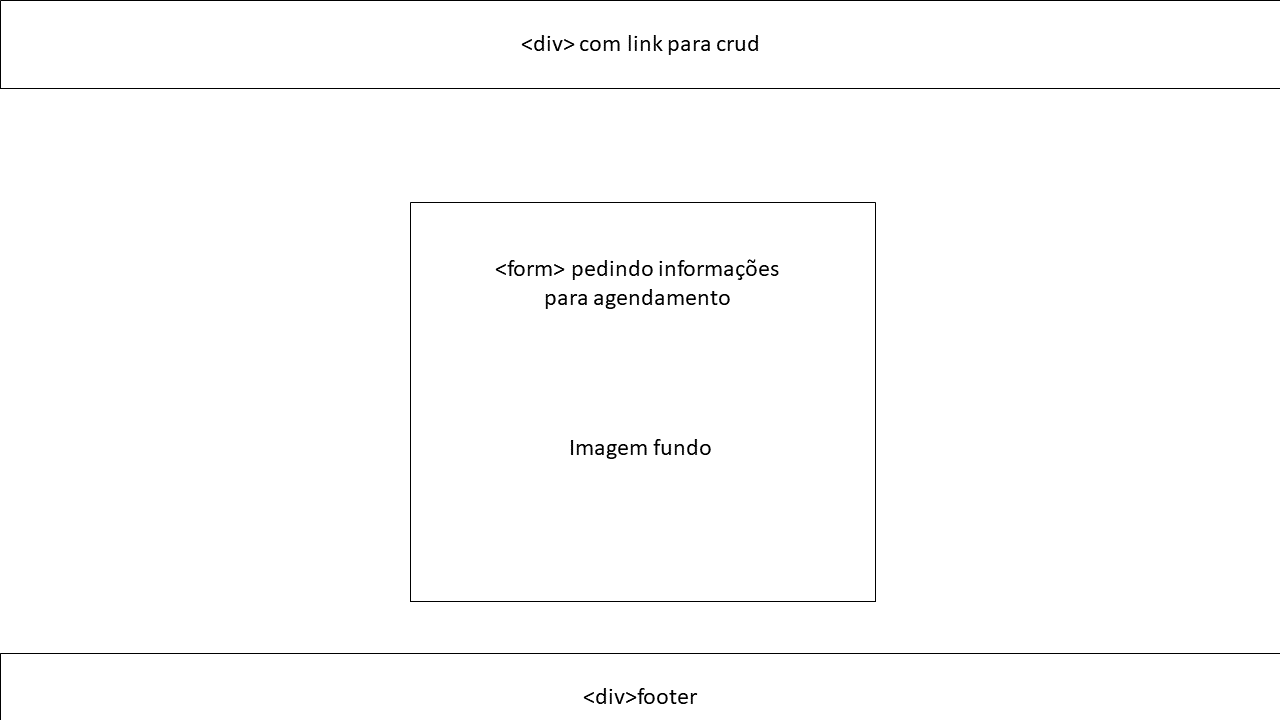 <div> com link para crud
<form> pedindo informações
para agendamento
Imagem fundo
<div>footer